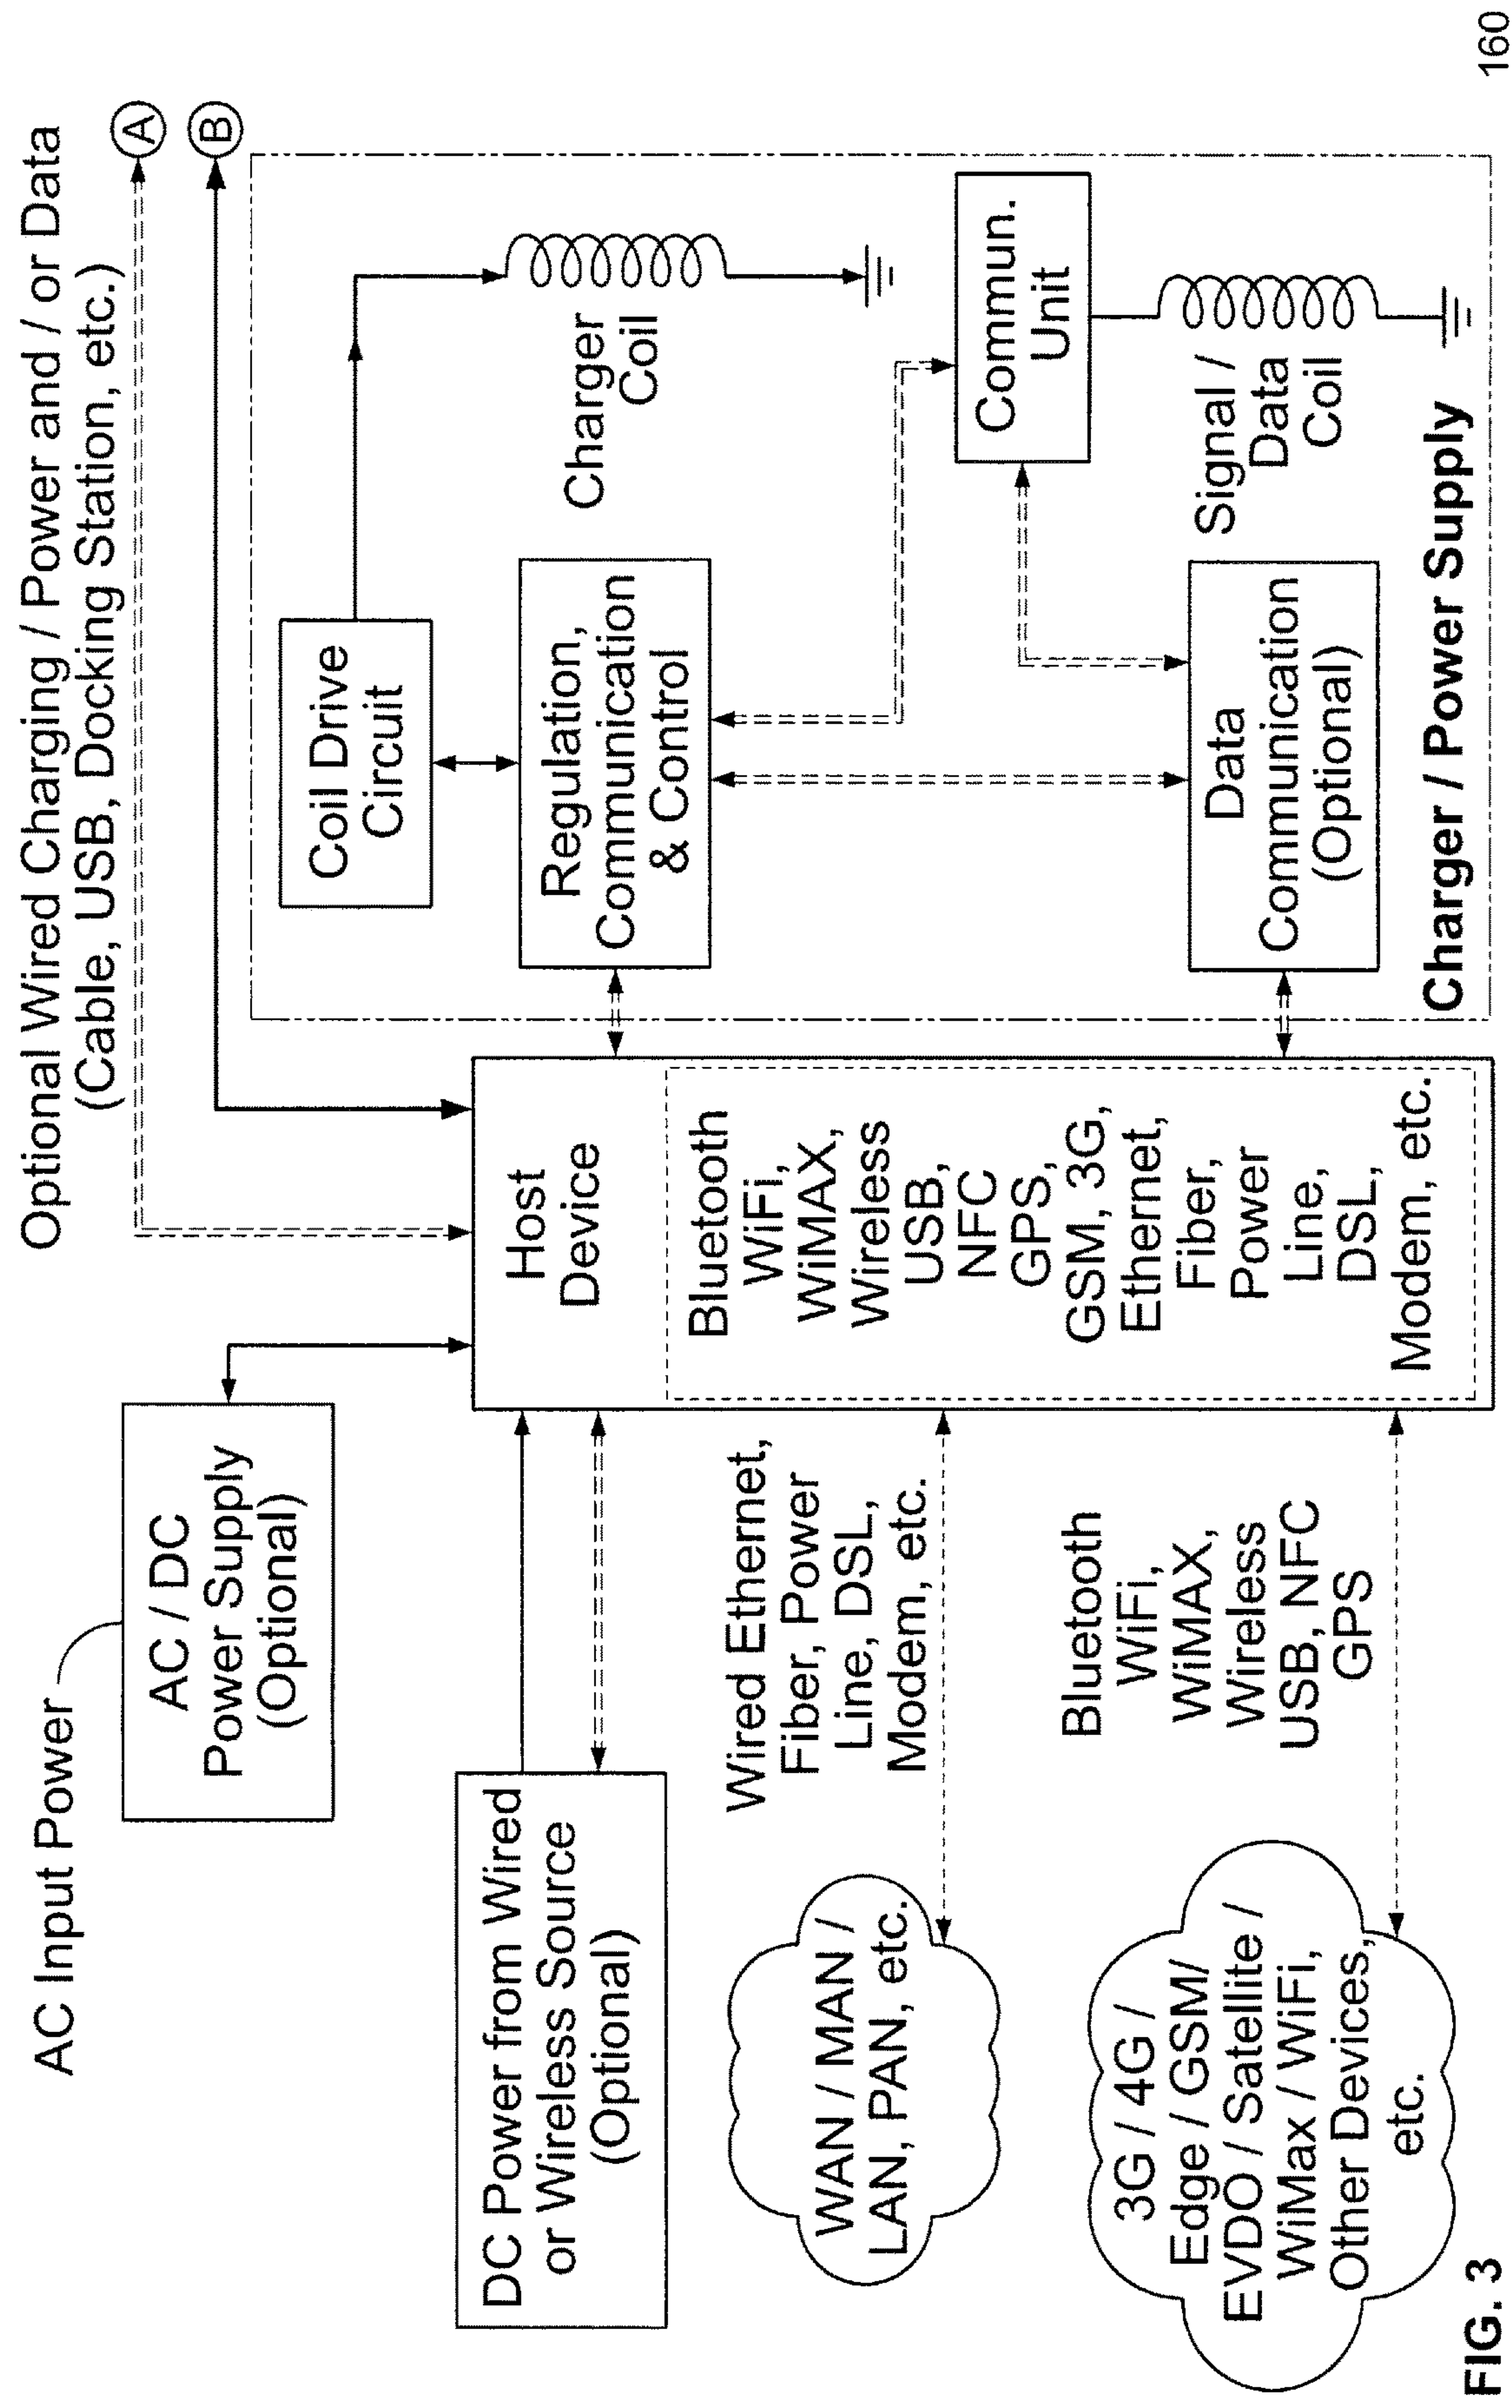 Optional Wired Charging / Power and / or Data
(Cable, USB, Docking Station, etc.)
A
B
AC Input Power
AC / DC
Power Supply
(Optional)
DC Power from Wired
or Wireless Source
(Optional)
Host
Device
Bluetooth
WiFi,
WiMAX,
Wireless
USB,
NFC
GPS,
GSM, 3G,
Ethernet,
Fiber,
Power
Line,
DSL,
Modem, etc.
Wired Ethernet,
Fiber, Power
Line, DSL,
Modem, etc.
WAN / MAN /
LAN, PAN, etc.
Bluetooth
WiFi,
WiMAX,
Wireless
USB, NFC
GPS
3G / 4G /
Edge / GSM/
EVDO / Satellite /
WiMax / WiFi,
Other Devices,
etc.
Coil Drive
Circuit
Regulation,
Communication
& Control
Charger
Coil
Commun.
Unit
Signal /
Data
Coil
Data
Communication
(Optional)
Charger / Power Supply
FIG. 3
160